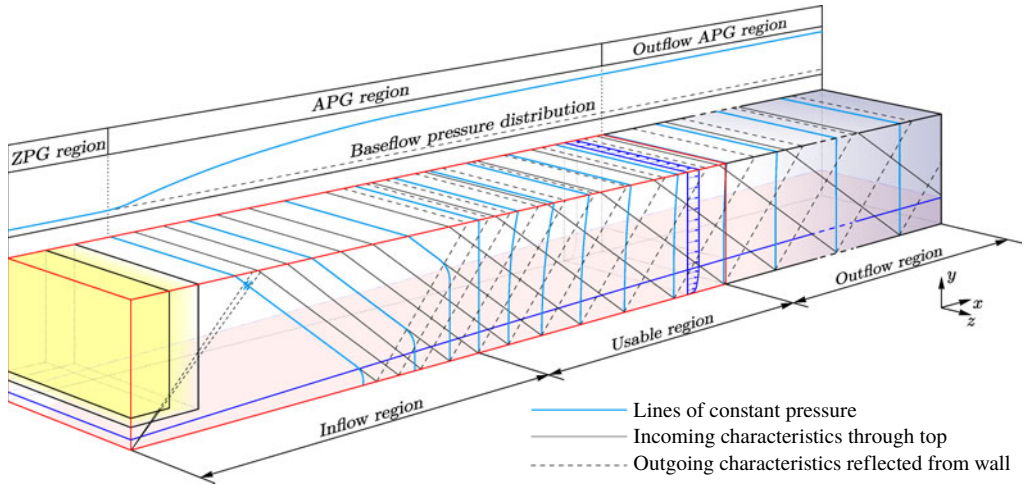 Outflow APG region
APG region
ZPG region
Baseflow pressure distribution
Outflow region
Usable region
Inflow region
y
x
z
Lines of constant pressure
Incoming characteristics through top
Outgoing characteristics reflected from wall